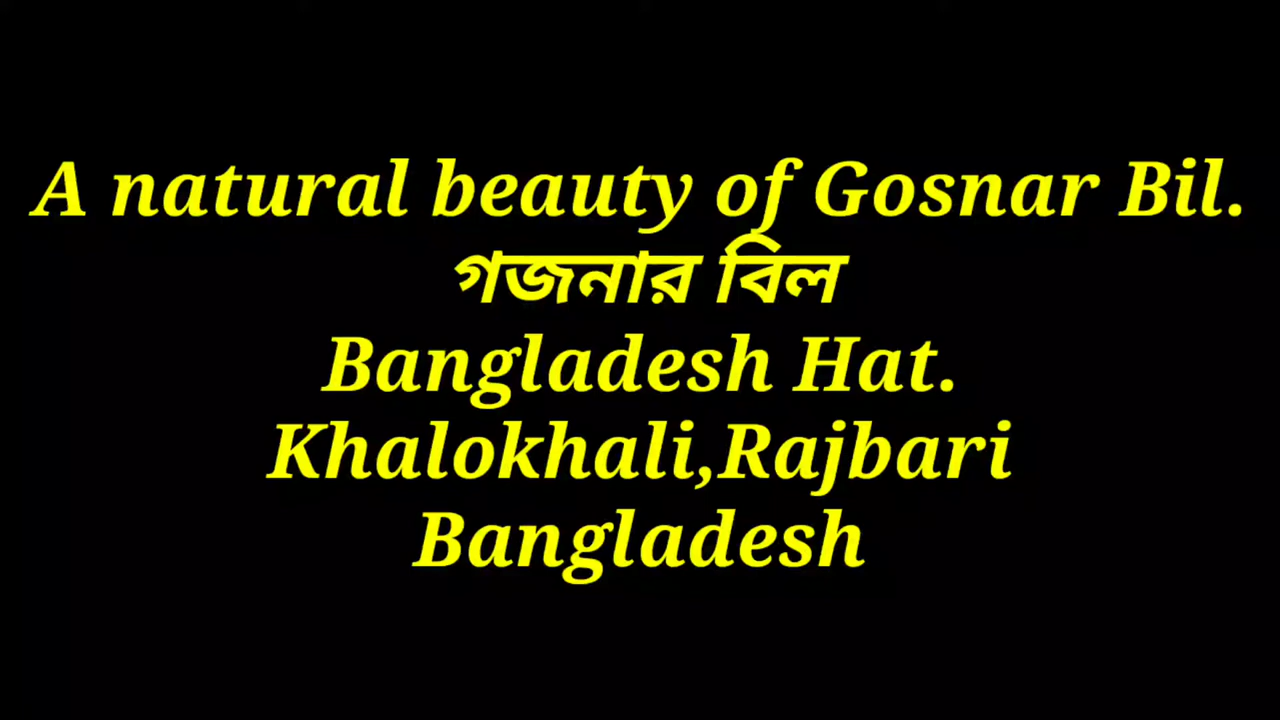 A natural beauty of Gosnar Bil.
গজনার বিল
Bangladesh Hat.
Khalokhali,Rajbari
Bangladesh